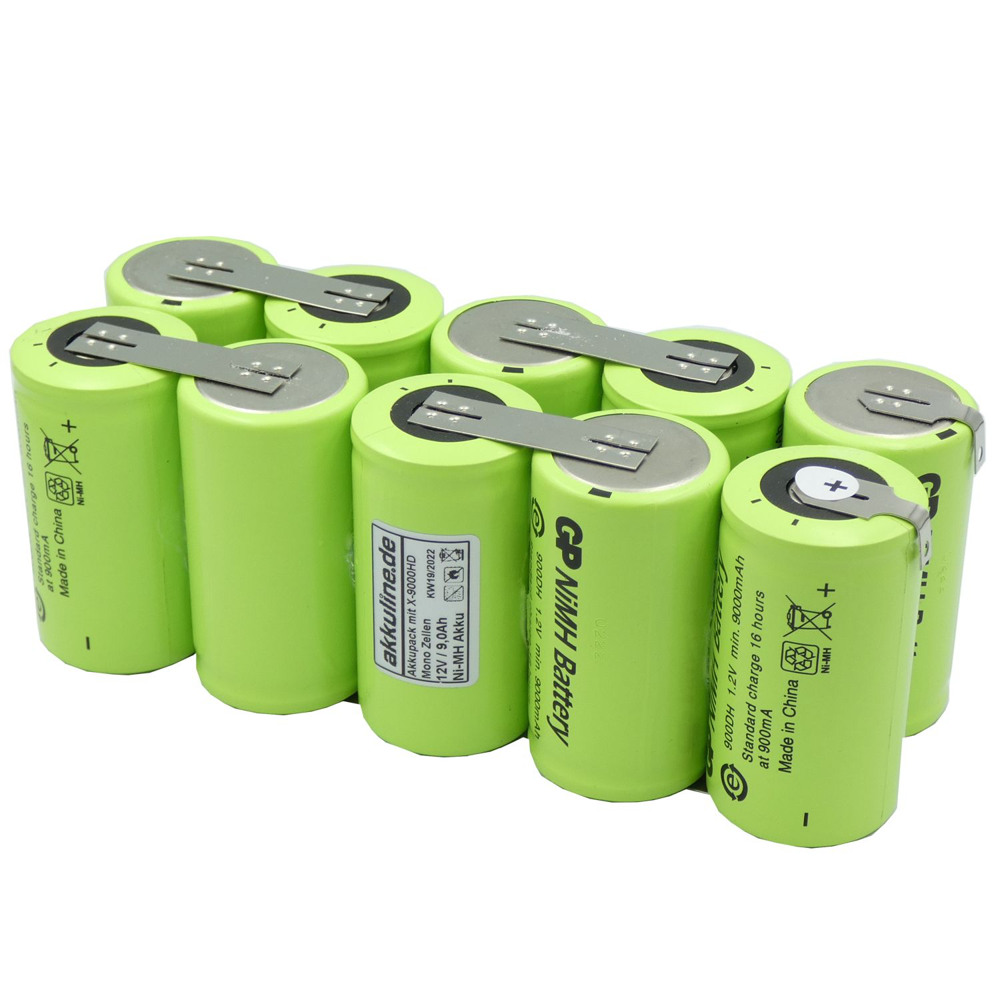 Standard charge 16 hours
at 900mA
Made in China
Ni-MH
+
-
akkuline.de
Akkupack mit X-9000HD
Mono Zellen KW19/2022
12V / 9,0Ah
Ni-MH Akku
GP NiMH Battery
900DH 1.2V min. 9000mAh
0222
+
GP
NiMH Battery
900DH 1.2V min. 9000mAh
Standard charge 16 hours
at 900mA
Made in China
Ni-MH
+
-